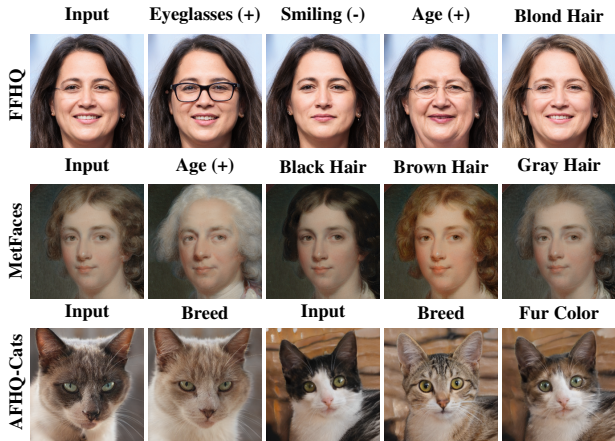 Input Eyeglasses (+) Smiling (-) Age (+) Blond Hair
FFHQ
Input Age (+) Black Hair Brown Hair Gray Hair
MetFaces
Input Breed Input Breed Fur Color
AFHQ-Cats